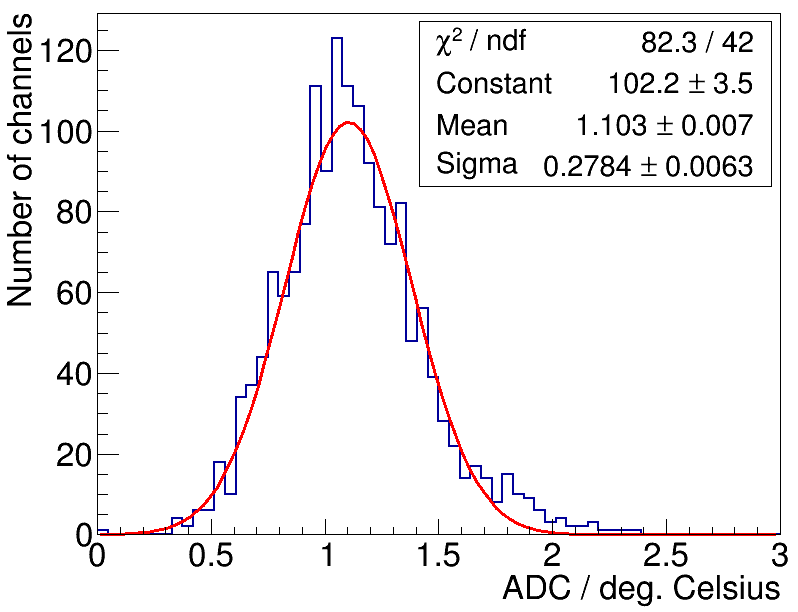 χ² / ndf 82.3 / 42
Constant 102.2 ± 3.5
Mean 1.103 ± 0.007
Sigma 0.2784 ± 0.0063
Number of channels
120
100
80
60
40
20
0
0 0.5 1 1.5 2 2.5 3
ADC / deg. Celsius